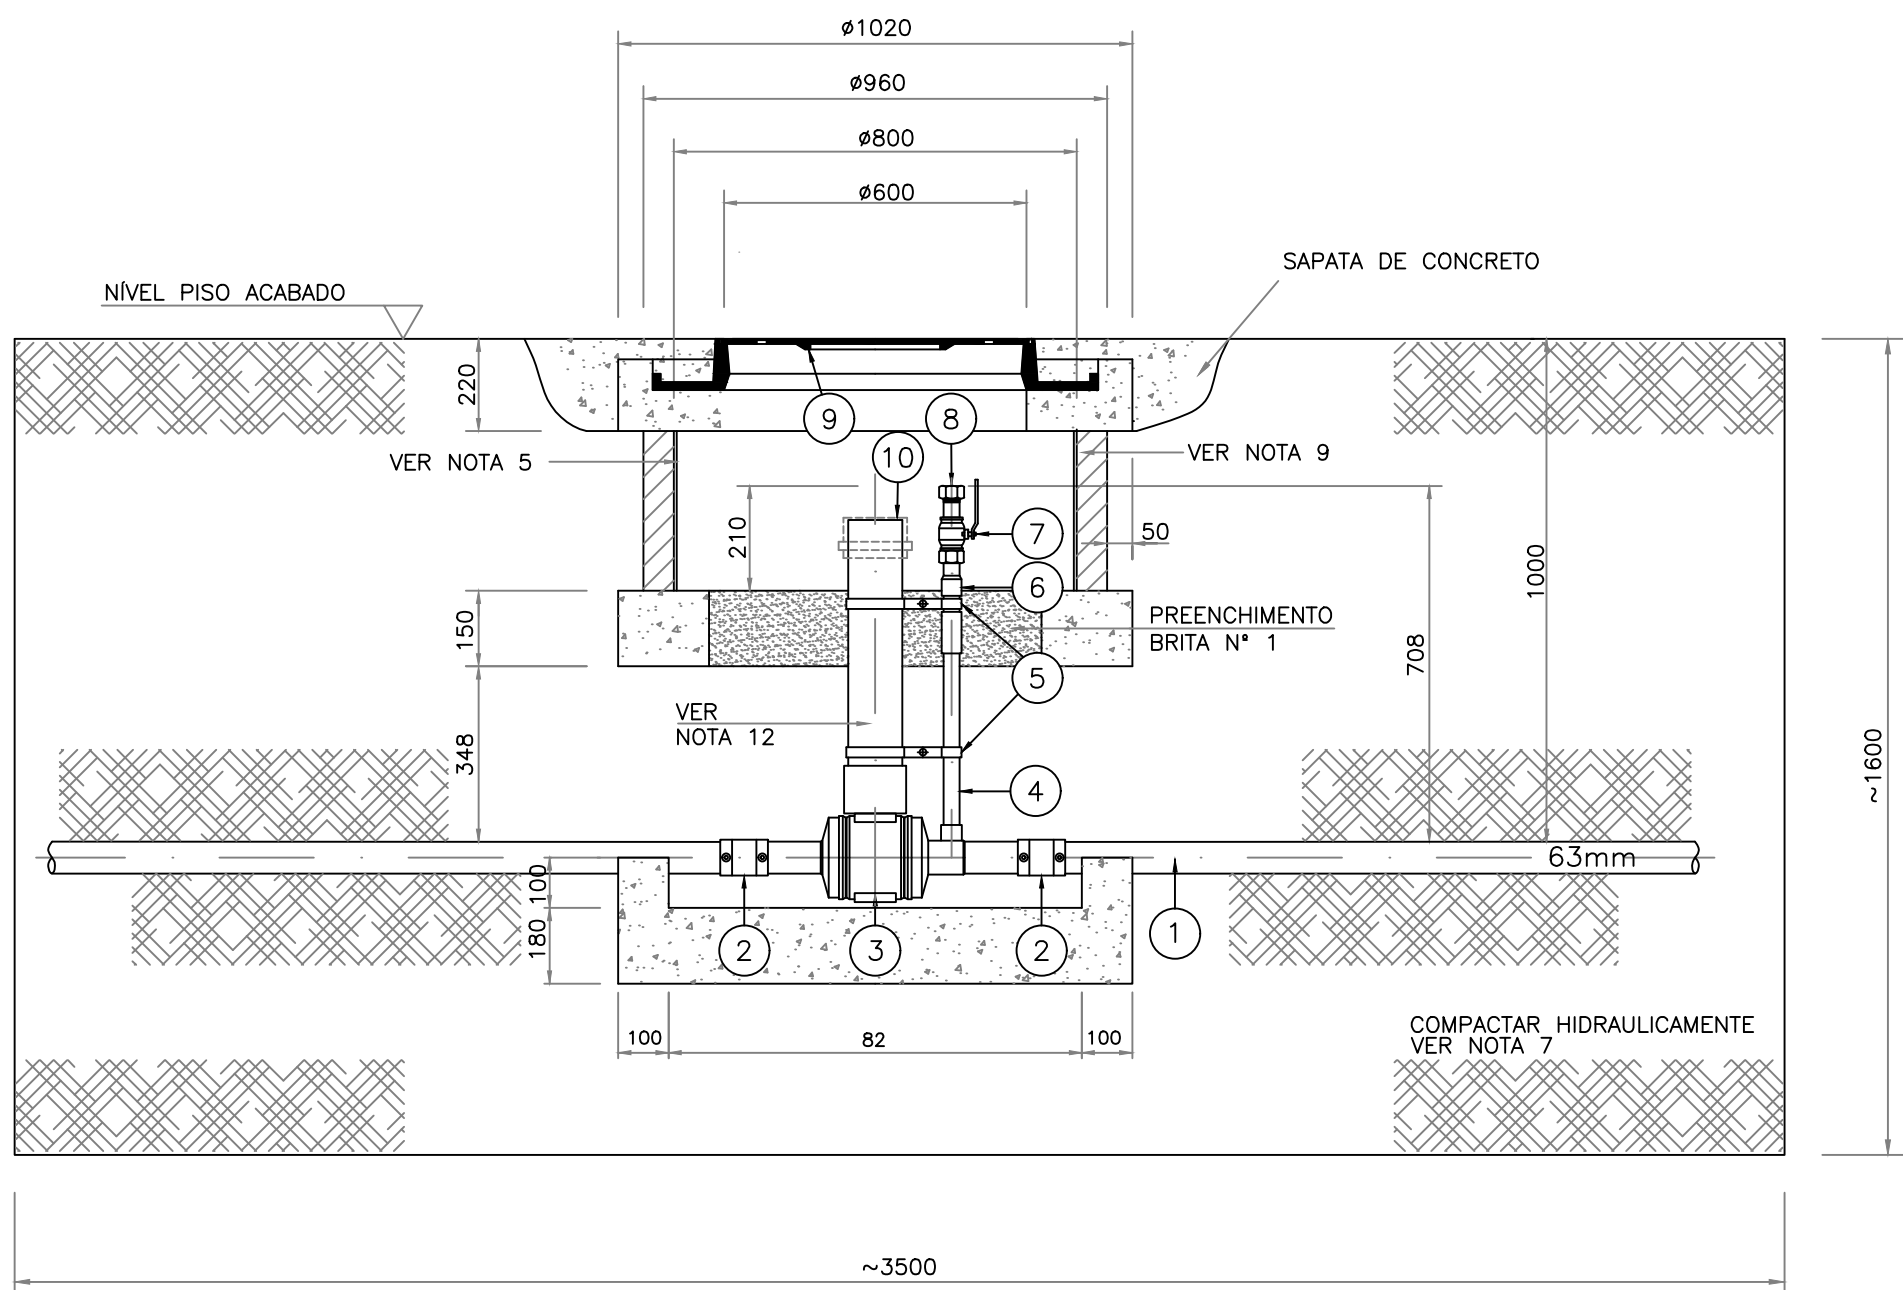 ø1020
ø960
ø800
ø600
SAPATA DE CONCRETO
NÍVEL PISO ACABADO
220
9
8
VER NOTA 5
10
VER NOTA 9
210
7
50
1000
6
150
PREENCHIMENTO
BRITA Nº 1
708
5
VER
NOTA 12
348
4
~1600
63mm
100
180
2
3
2
1
COMPACTAR HIDRAULICAMENTE
VER NOTA 7
100
82
100
~3500